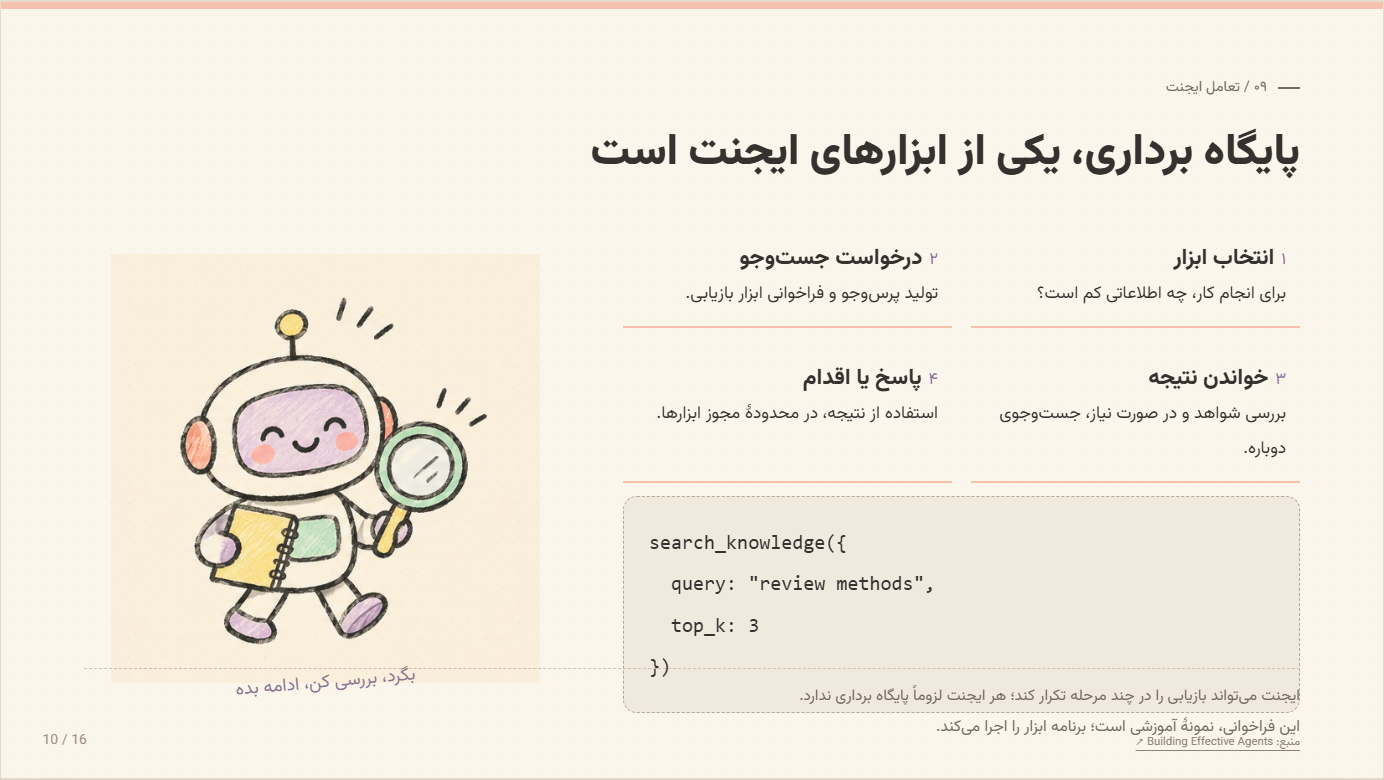 ۰۹ / تعامل ایجنت
پایگاه برداری، یکی از ابزارهای ایجنت است
۱ انتخاب ابزار
برای انجام کار، چه اطلاعاتی کم است؟
۲ درخواست جست‌وجو
تولید پرس‌وجو و فراخوانی ابزار بازیابی.
۳ خواندن نتیجه
بررسی شواهد و در صورت نیاز، جست‌وجوی
دوباره.
۴ پاسخ یا اقدام
استفاده از نتیجه، در محدودهٔ مجوز ابزارها.
search_knowledge({
  query: "review methods",
  top_k: 3
})
بگرد، بررسی کن، ادامه بده
ایجنت می‌تواند بازیابی را در چند مرحله تکرار کند؛ هر ایجنت لزوماً پایگاه برداری ندارد.
این فراخوانی، نمونهٔ آموزشی است؛ برنامه ابزار را اجرا می‌کند.
منبع: Building Effective Agents ↗
10 / 16